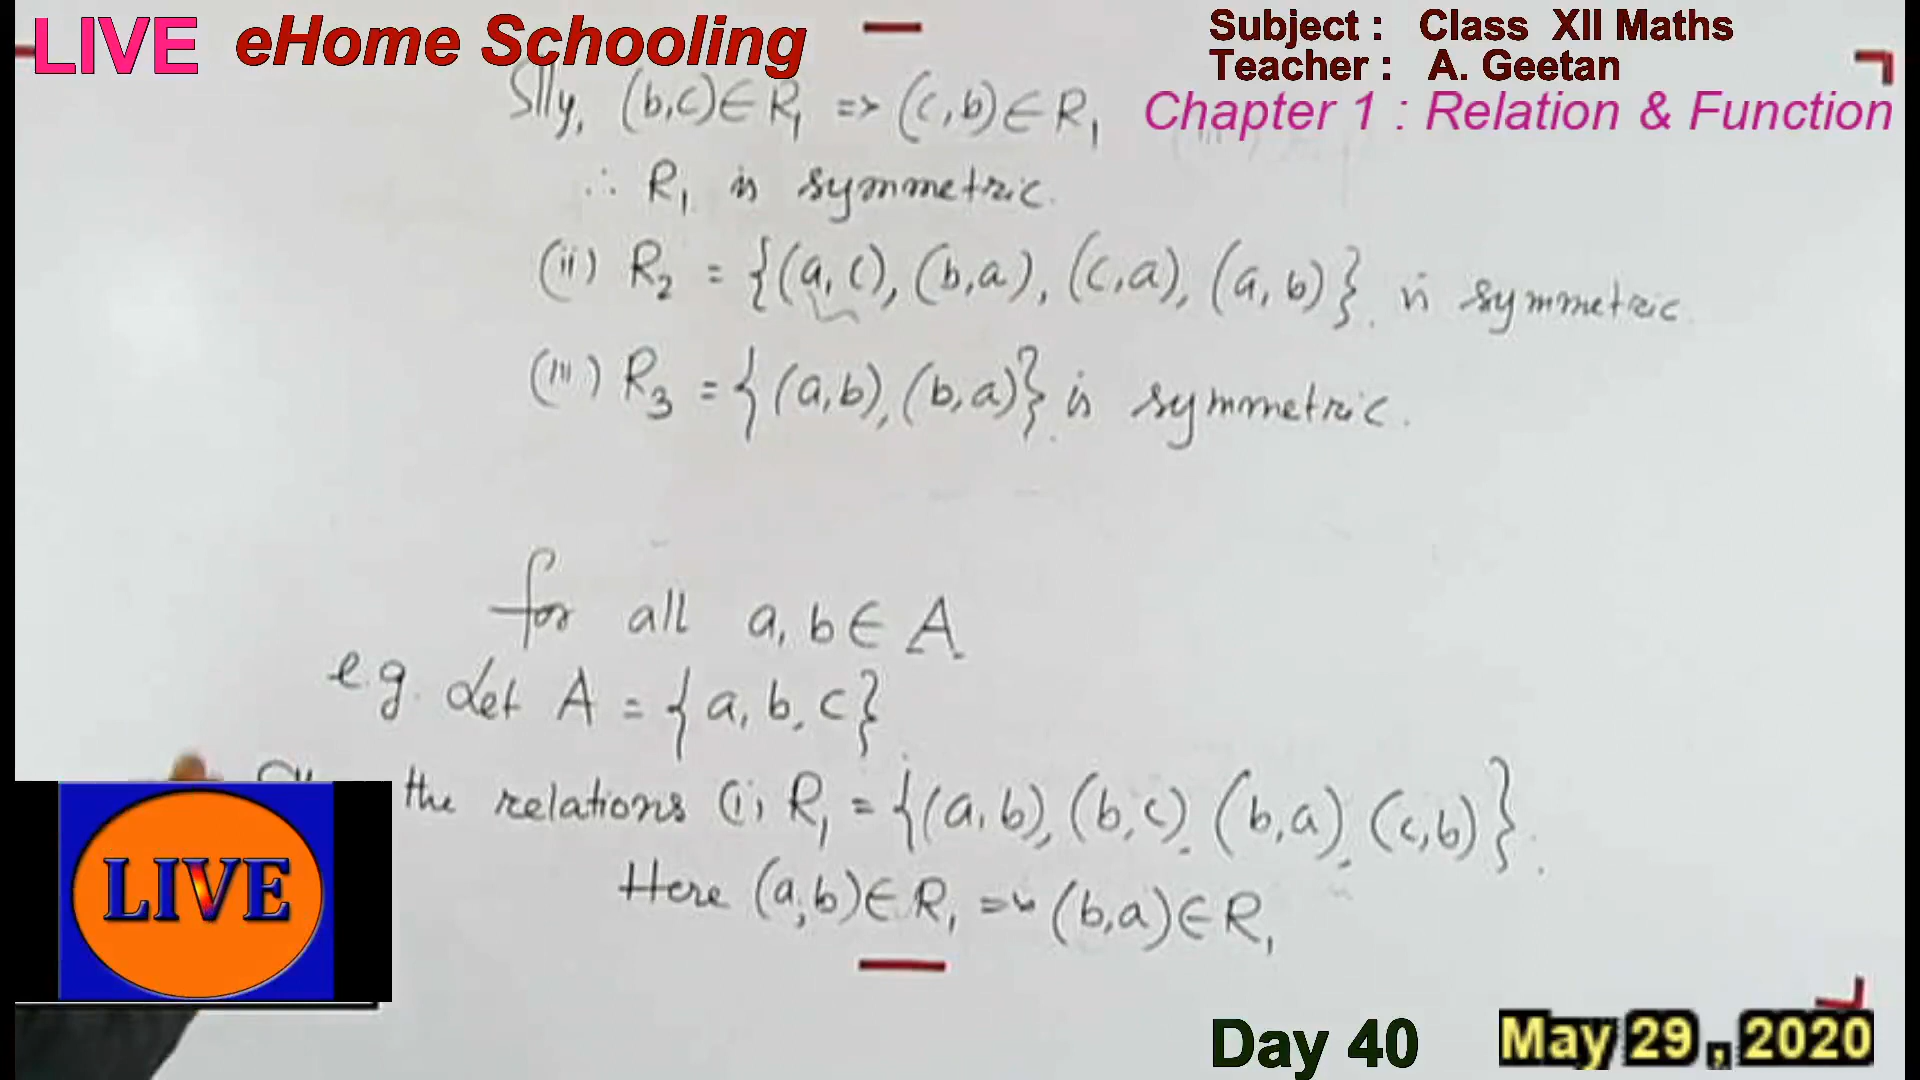 LIVE eHome Schooling
Subject : Class XII Maths
Teacher : A. Geetan
Chapter 1 : Relation & Function
Slly, (b,c)∈R₁ => (c,b)∈R₁
∴ R₁ is symmetric.
(ii) R₂ = {(a,c), (b,a), (c,a), (a,b)}. is symmetric.
(iii) R₃ = {(a,b), (b,a)}. is symmetric.
for all a, b ∈ A.
e.g. Let A = {a, b, c}
the relations (i) R₁ = {(a,b), (b,c), (b,a), (c,b)}.
Here (a,b)∈R₁ => (b,a)∈R₁
LIVE
Day 40
May 29, 2020